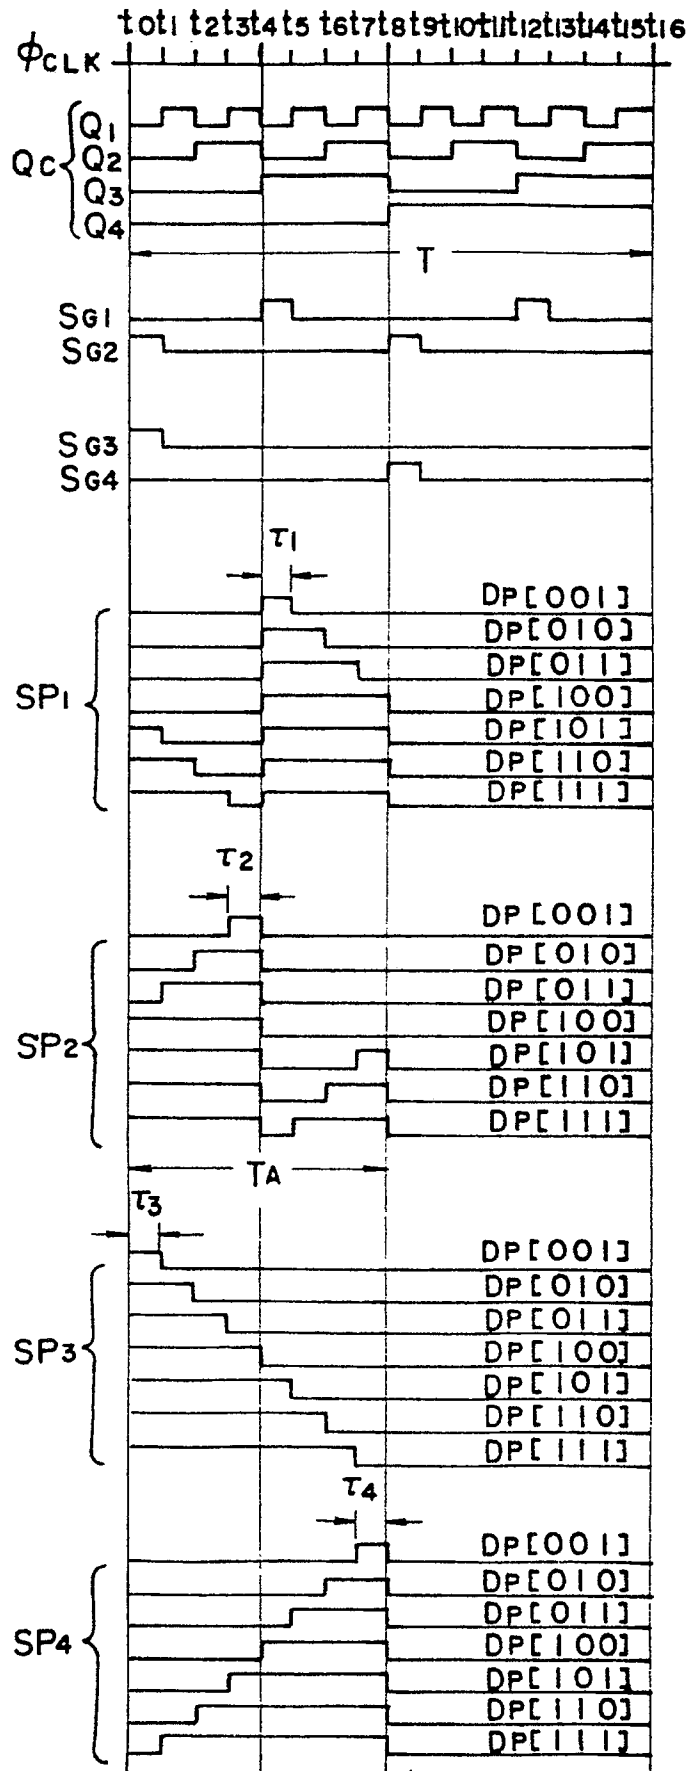 t0 t1 t2 t3 t4 t5 t6 t7 t8 t9 t10 t11 t12 t13 t14 t15 t16
ϕCLK
QC
Q1
Q2
Q3
Q4
T
SG1
SG2
SG3
SG4
τ1
SP1
DP[001]
DP[010]
DP[011]
DP[100]
DP[101]
DP[110]
DP[111]
τ2
SP2
DP[001]
DP[010]
DP[011]
DP[100]
DP[101]
DP[110]
DP[111]
TA
τ3
SP3
DP[001]
DP[010]
DP[011]
DP[100]
DP[101]
DP[110]
DP[111]
τ4
SP4
DP[001]
DP[010]
DP[011]
DP[100]
DP[101]
DP[110]
DP[111]